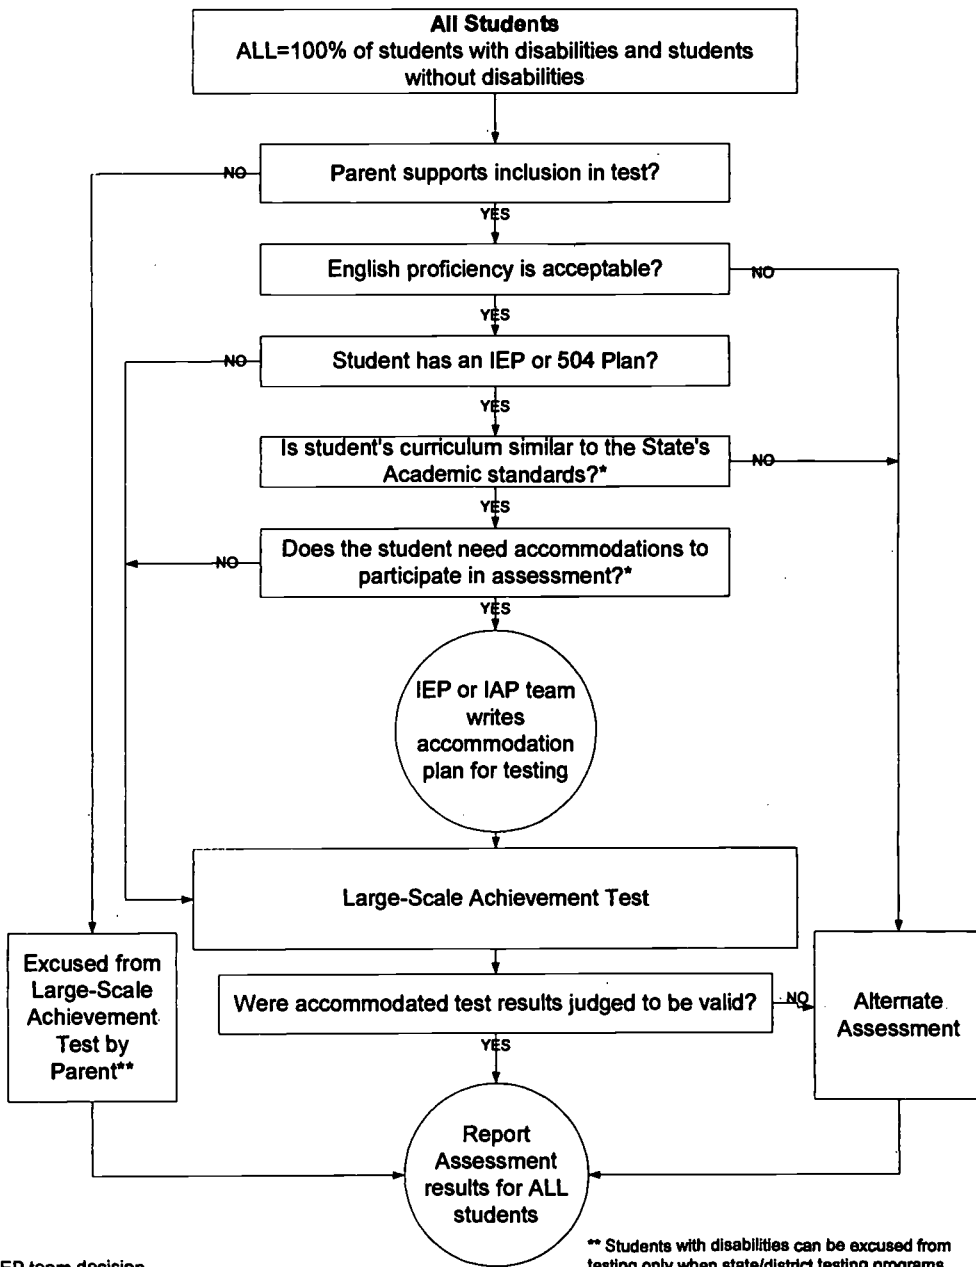 All Students
ALL=100% of students with disabilities and students
without disabilities
NO
Parent supports inclusion in test?
YES
English proficiency is acceptable?
NO
YES
NO
Student has an IEP or 504 Plan?
YES
Is student's curriculum similar to the State's
Academic standards?*
NO
YES
NO
Does the student need accommodations to
participate in assessment?*
YES
IEP or IAP team
writes
accommodation
plan for testing
Large-Scale Achievement Test
Excused from
Large-Scale
Achievement
Test by
Parent**
Were accommodated test results judged to be valid?
NO
Alternate
Assessment
YES
Report
Assessment
results for ALL
students
** Students with disabilities can be excused from
team decision
testing only when state/district testing programs